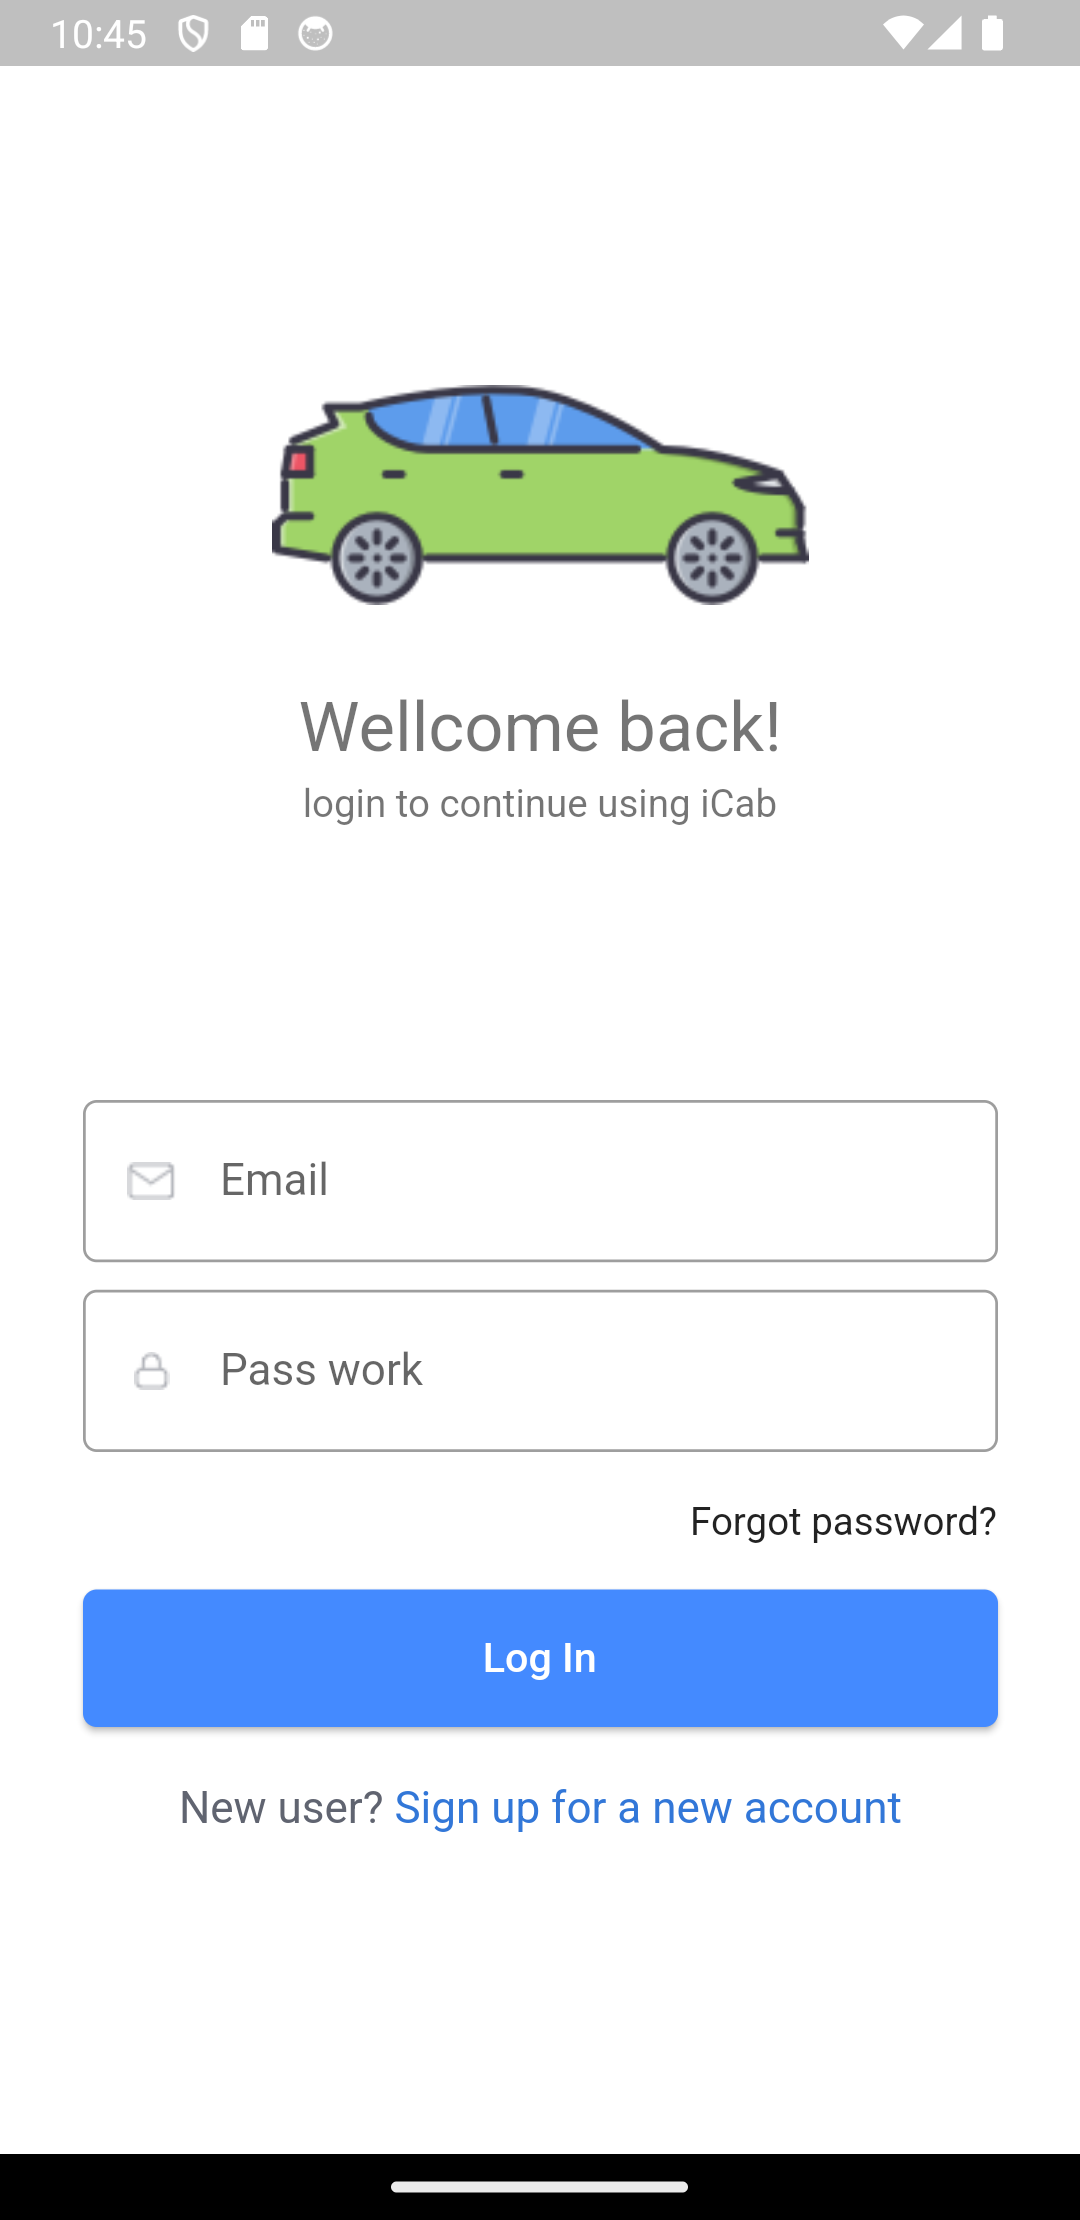 10:45
Wellcome back!
login to continue using iCab
Email
Pass work
Forgot password?
Log In
New user? Sign up for a new account